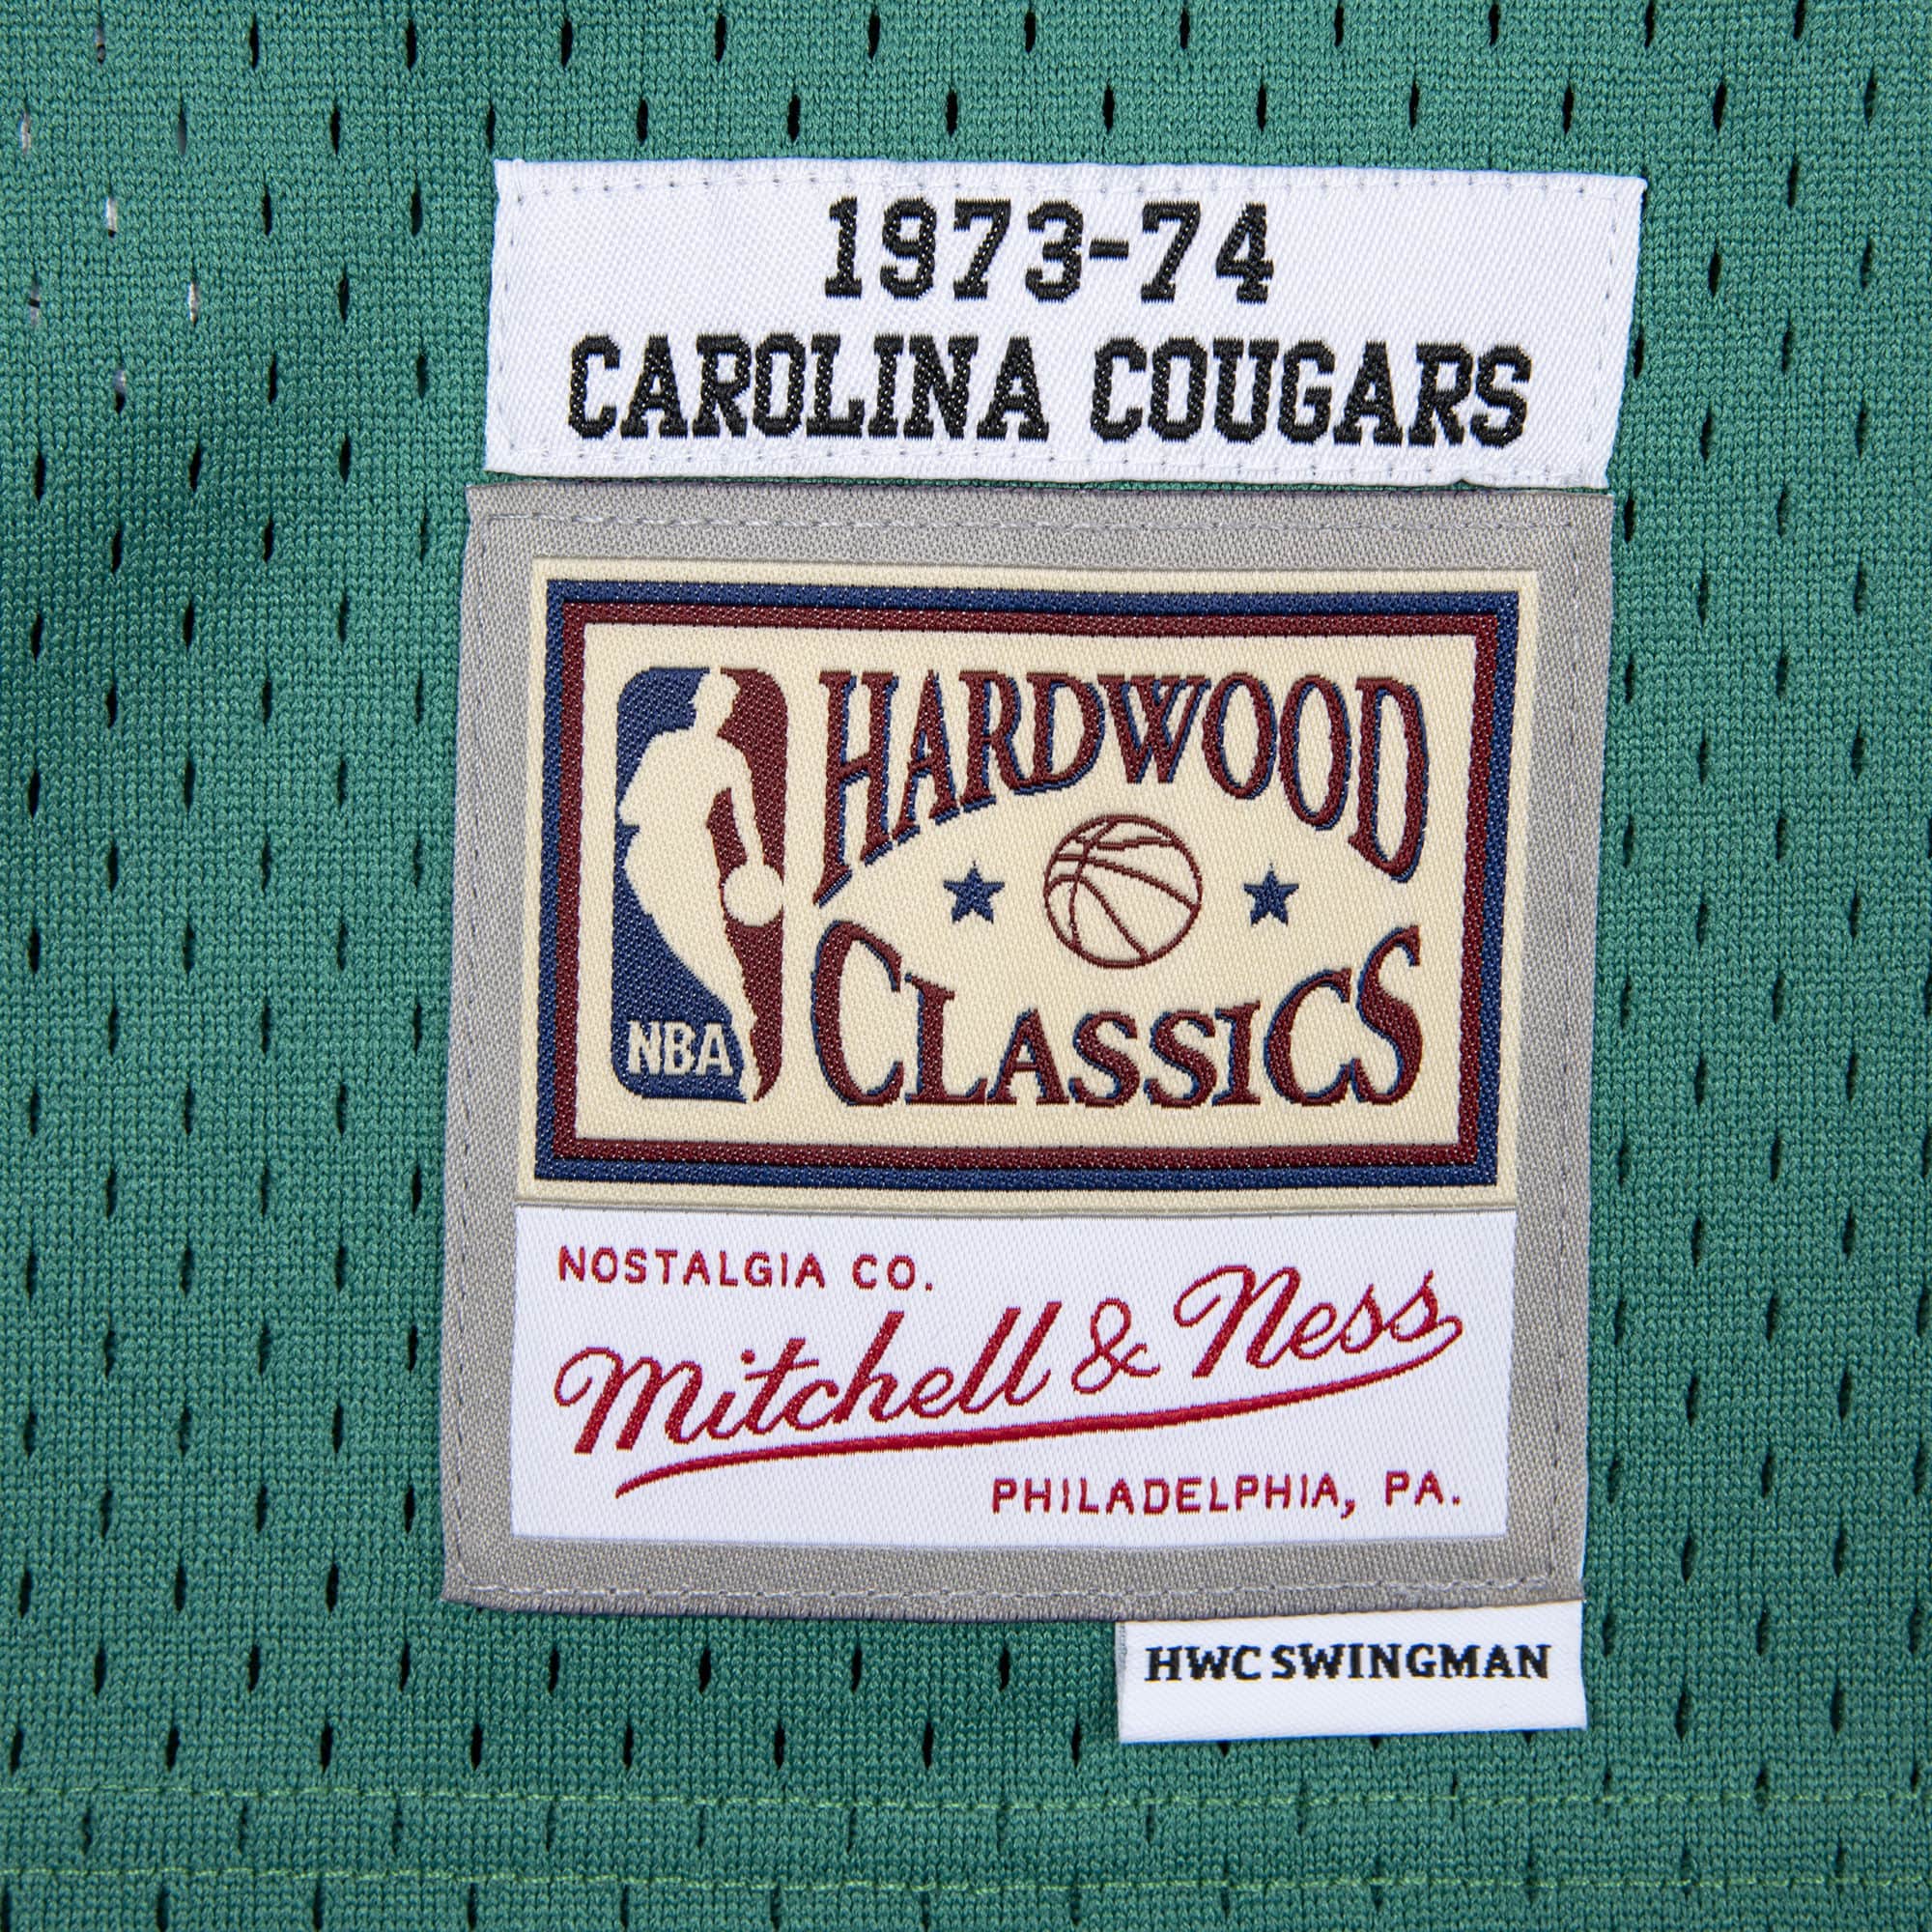 1973-74
CAROLINA COUGARS
HARDWOOD
CLASSICS
NBA
NOSTALGIA CO.
Mitchell & Ness
PHILADELPHIA, PA.
HWC SWINGMAN